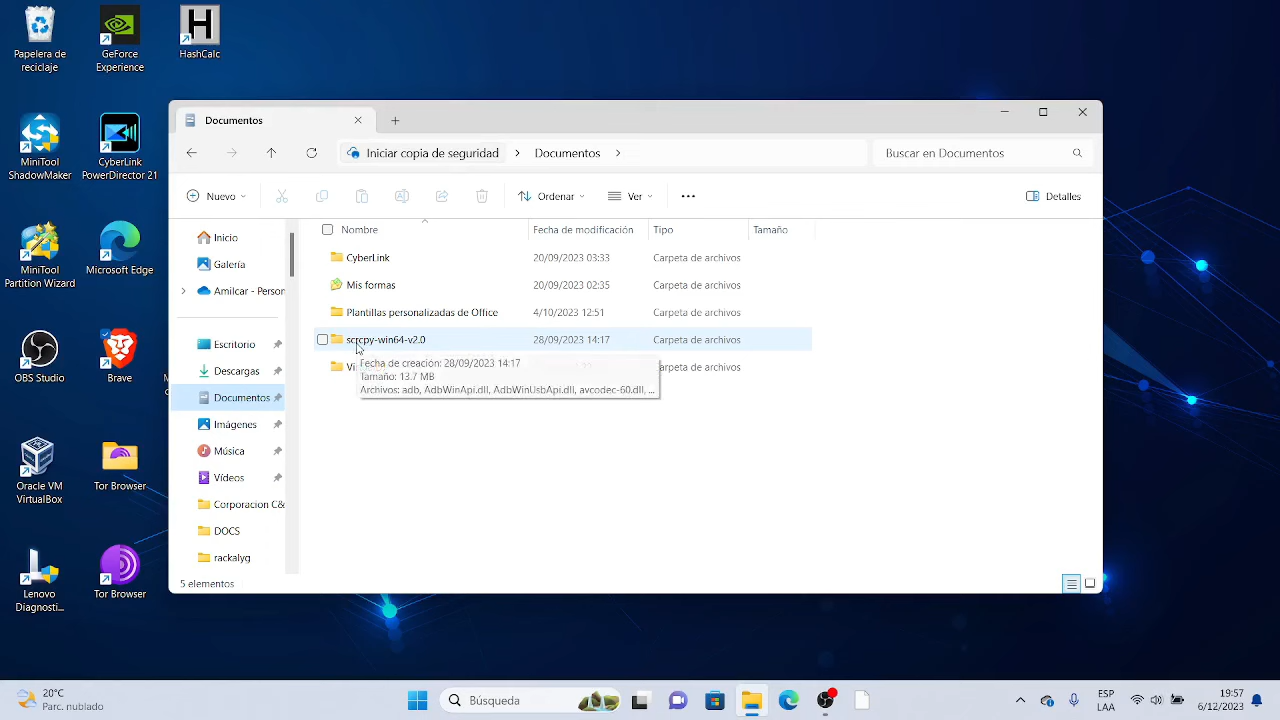 Papelera de
reciclaje
GeForce
Experience
H
HashCalc
MiniTool
ShadowMaker
CyberLink
PowerDirector 21
MiniTool
Partition Wizard
Microsoft Edge
OBS Studio
Brave
Oracle VM
VirtualBox
Tor Browser
Lenovo
Diagnosti...
Tor Browser
Documentos
Iniciar copia de seguridad
Documentos
Buscar en Documentos
Nuevo
Ordenar
Ver
Detalles
Inicio
Galería
Amilcar - Person
Escritorio
Descargas
Documentos
Imágenes
Música
Vídeos
Corporacion C&
DOCS
rackalyg
Nombre Fecha de modificación Tipo Tamaño
CyberLink 20/09/2023 03:33 Carpeta de archivos
Mis formas 20/09/2023 02:35 Carpeta de archivos
Plantillas personalizadas de Office 4/10/2023 12:51 Carpeta de archivos
scrcpy-win64-v2.0 28/09/2023 14:17 Carpeta de archivos
Carpeta de archivos
Fecha de creación: 28/09/2023 14:17
Tamaño: 13.7 MB
Archivos: adb, AdbWinApi.dll, AdbWinUsbApi.dll, avcodec-60.dll, ...
5 elementos
20°C
Parc. nublado
Búsqueda
ESP
LAA
19:57
6/12/2023